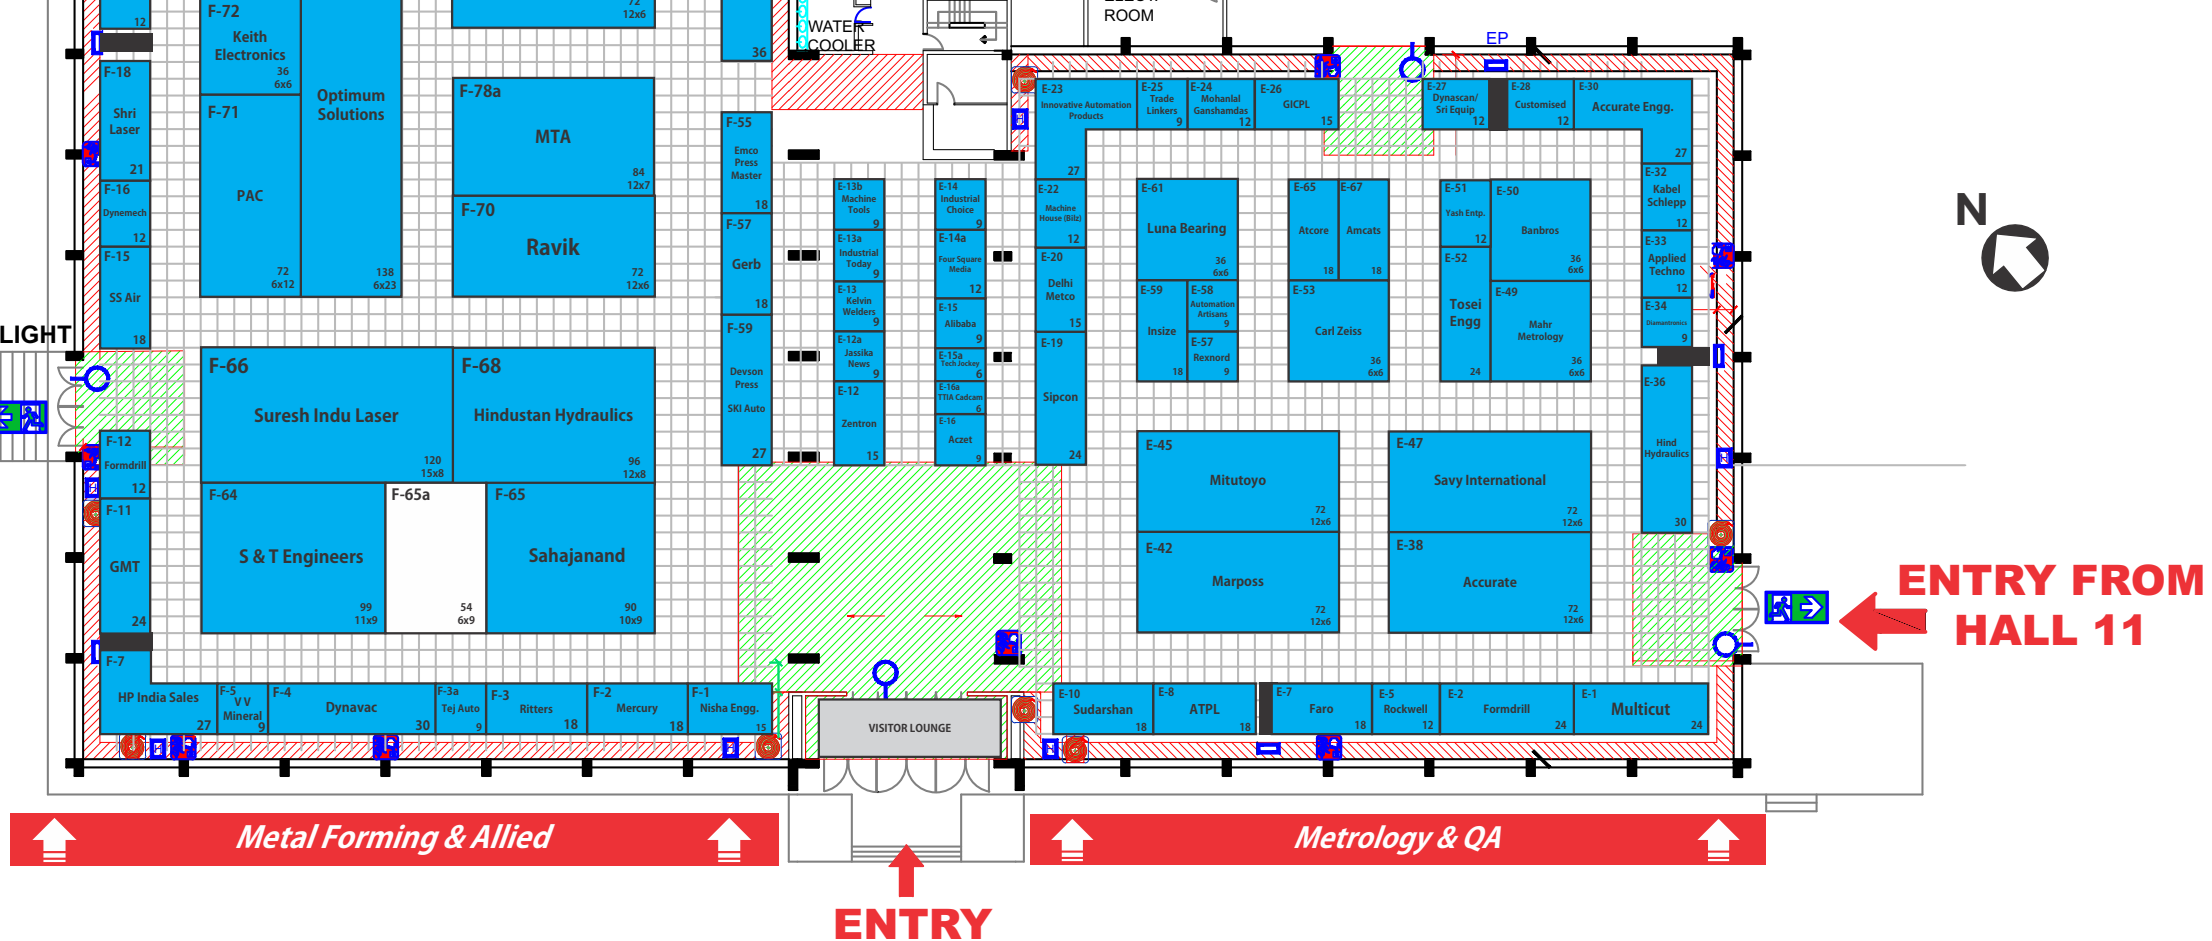 12
F-72
Keith
Electronics
36
6x6
Optimum
Solutions
138
6x23
72
12x6
36
WATER
COOLER
ROOM
EP
F-18
Shri
Laser
21
F-16
Dynemech
12
F-15
SS Air
18
F-71
PAC
72
6x12
F-78a
MTA
84
12x7
F-70
Ravik
72
12x6
F-55
Emco
Press
Master
18
F-57
Gerb
18
F-59
Devson
Press
SKI Auto
27
E-13b
Machine
Tools
9
E-13a
Industrial
Today
9
E-13
Kelvin
Welders
9
E-12a
Jassika
News
9
E-12
Zentron
15
E-14
Industrial
Choice
9
E-14a
Four Square
Media
12
E-15
Alibaba
9
E-15a
Tech Jockey
6
E-16a
TTIA Cadcam
6
E-16
Aczet
9
E-23
Innovative Automation
Products
27
E-25
Trade
Linkers
9
E-24
Mohanlal
Ganshamdas
12
E-26
GICPL
15
E-27
Dynascan/
Sri Equip
12
E-28
Customised
12
E-30
Accurate Engg.
27
E-22
Machine
House (Bilz)
12
E-20
Delhi
Metco
15
E-19
Sipcon
24
E-61
Luna Bearing
36
6x6
E-59
Insize
18
E-58
Automation
Artisans
9
E-57
Rexnord
9
E-65
Atcore
18
E-67
Amcats
18
E-53
Carl Zeiss
36
6x6
E-51
Yash Entp.
12
E-50
Banbros
36
6x6
E-52
Tosei
Engg
24
E-49
Mahr
Metrology
36
6x6
E-32
Kabel
Schlepp
12
E-33
Applied
Techno
12
E-34
Diamantronics
9
E-36
Hind
Hydraulics
30
N
LIGHT
F-66
Suresh Indu Laser
120
15x8
F-68
Hindustan Hydraulics
96
12x8
F-64
S & T Engineers
99
11x9
F-65a
54
6x9
F-65
Sahajanand
90
10x9
F-12
Formdrill
12
F-11
GMT
24
E-45
Mitutoyo
72
12x6
E-47
Savy International
72
12x6
E-42
Marposs
72
12x6
E-38
Accurate
72
12x6
ENTRY FROM
HALL 11
F-7
HP India Sales
27
F-5
V V
Mineral
9
F-4
Dynavac
30
F-3a
Tej Auto
9
F-3
Ritters
18
F-2
Mercury
18
F-1
Nisha Engg.
15
VISITOR LOUNGE
E-10
Sudarshan
18
E-8
ATPL
18
E-7
Faro
18
E-5
Rockwell
12
E-2
Formdrill
24
E-1
Multicut
24
Metal Forming & Allied
Metrology & QA
ENTRY